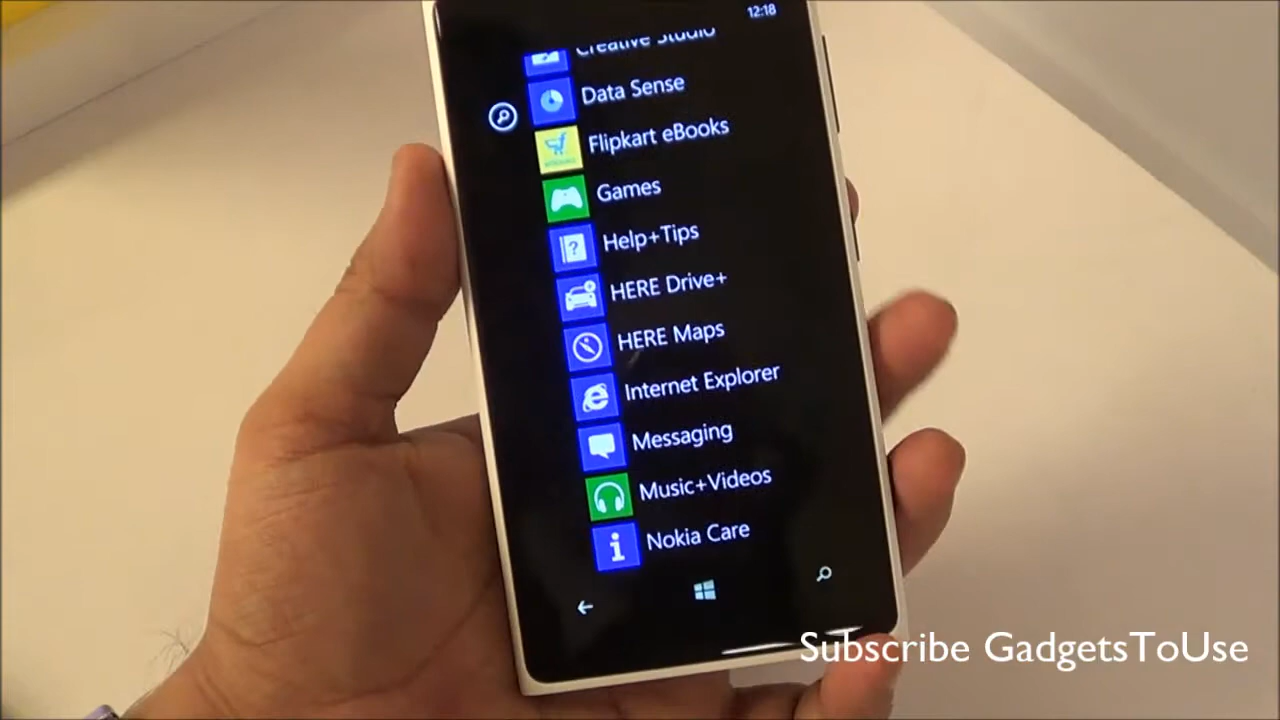 12:18
Creative Studio
Data Sense
Flipkart eBooks
Games
Help+Tips
HERE Drive+
HERE Maps
Internet Explorer
Messaging
Music+Videos
Nokia Care
Subscribe GadgetsToUse